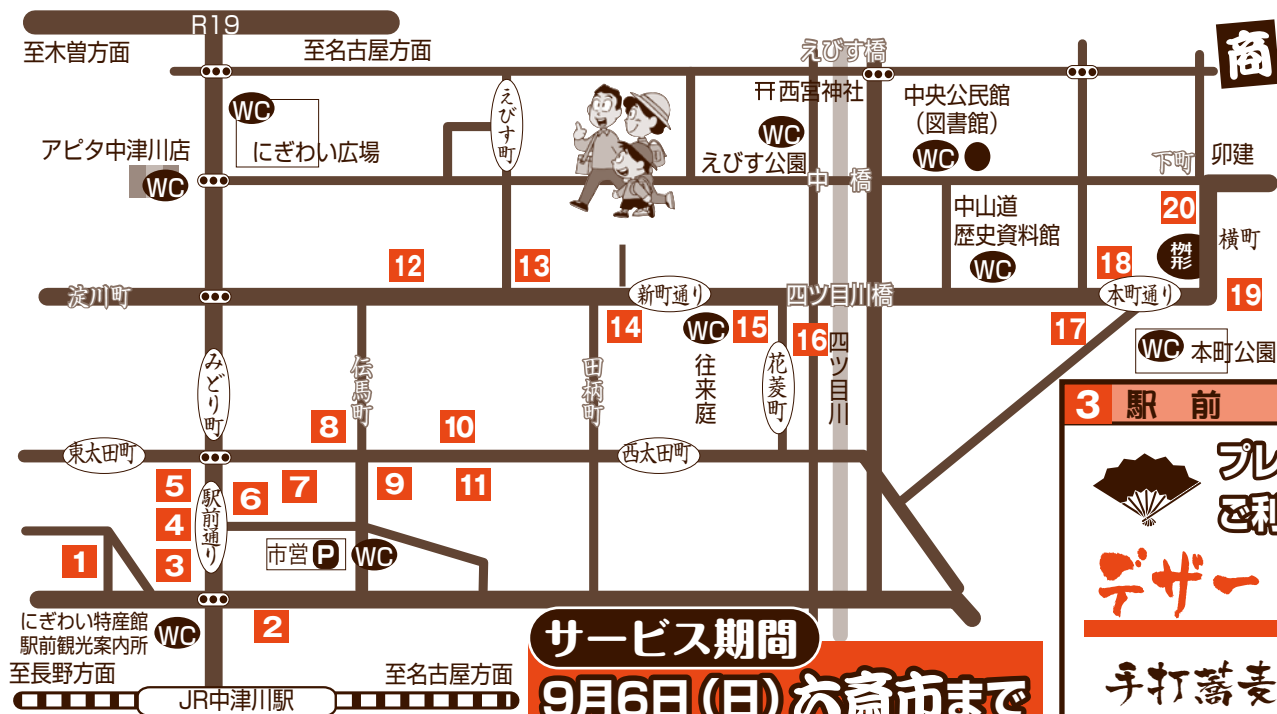 R19
至木曽方面
至名古屋方面
えびす橋
商
WC
にぎわい広場
えびす町
西宮神社
WC
えびす公園
中央公民館
（図書館）
WC
アピタ中津川店
WC
中橋
下町
卯建
中山道
歴史資料館
WC
20
桝形
横町
12
13
18
19
淀川町
新町通り
四ツ目川橋
本町通り
14
WC
往来庭
15
16
四ツ目川
17
WC 本町公園
みどり町
伝馬町
田柄町
花菱町
8
10
東太田町
西太田町
5
4
3
駅前通り
6
7
9
11
1
市営 P WC
2
にぎわい特産館
駅前観光案内所
WC
至長野方面
至名古屋方面
JR中津川駅
サービス期間
9月6日（日）六斎市まで
3 駅前
プレ
ご利
デザー
手打蕎麦